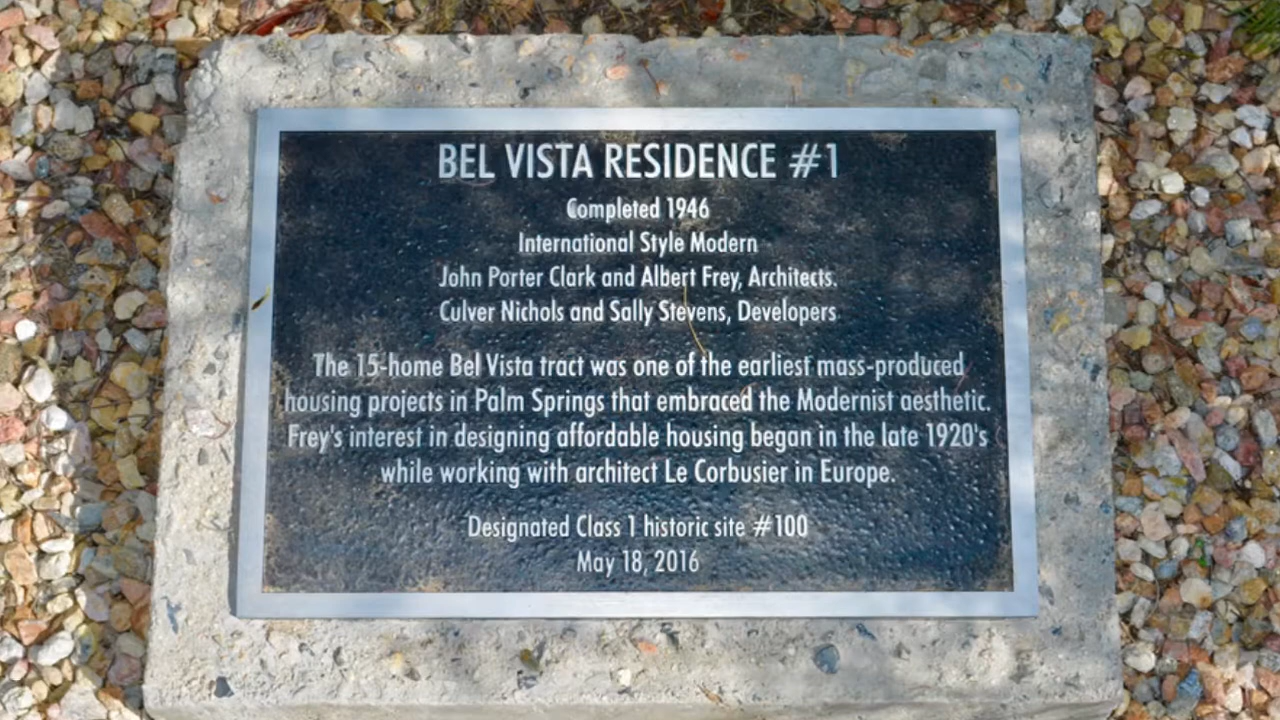 BEL VISTA RESIDENCE #1
Completed 1946
International Style Modern
John Porter Clark and Albert Frey, Architects.
Culver Nichols and Sally Stevens, Developers
The 15-home Bel Vista tract was one of the earliest mass-produced
housing projects in Palm Springs that embraced the Modernist aesthetic.
Frey's interest in designing affordable housing began in the late 1920's
while working with architect Le Corbusier in Europe.
Designated Class 1 historic site #100
May 18, 2016